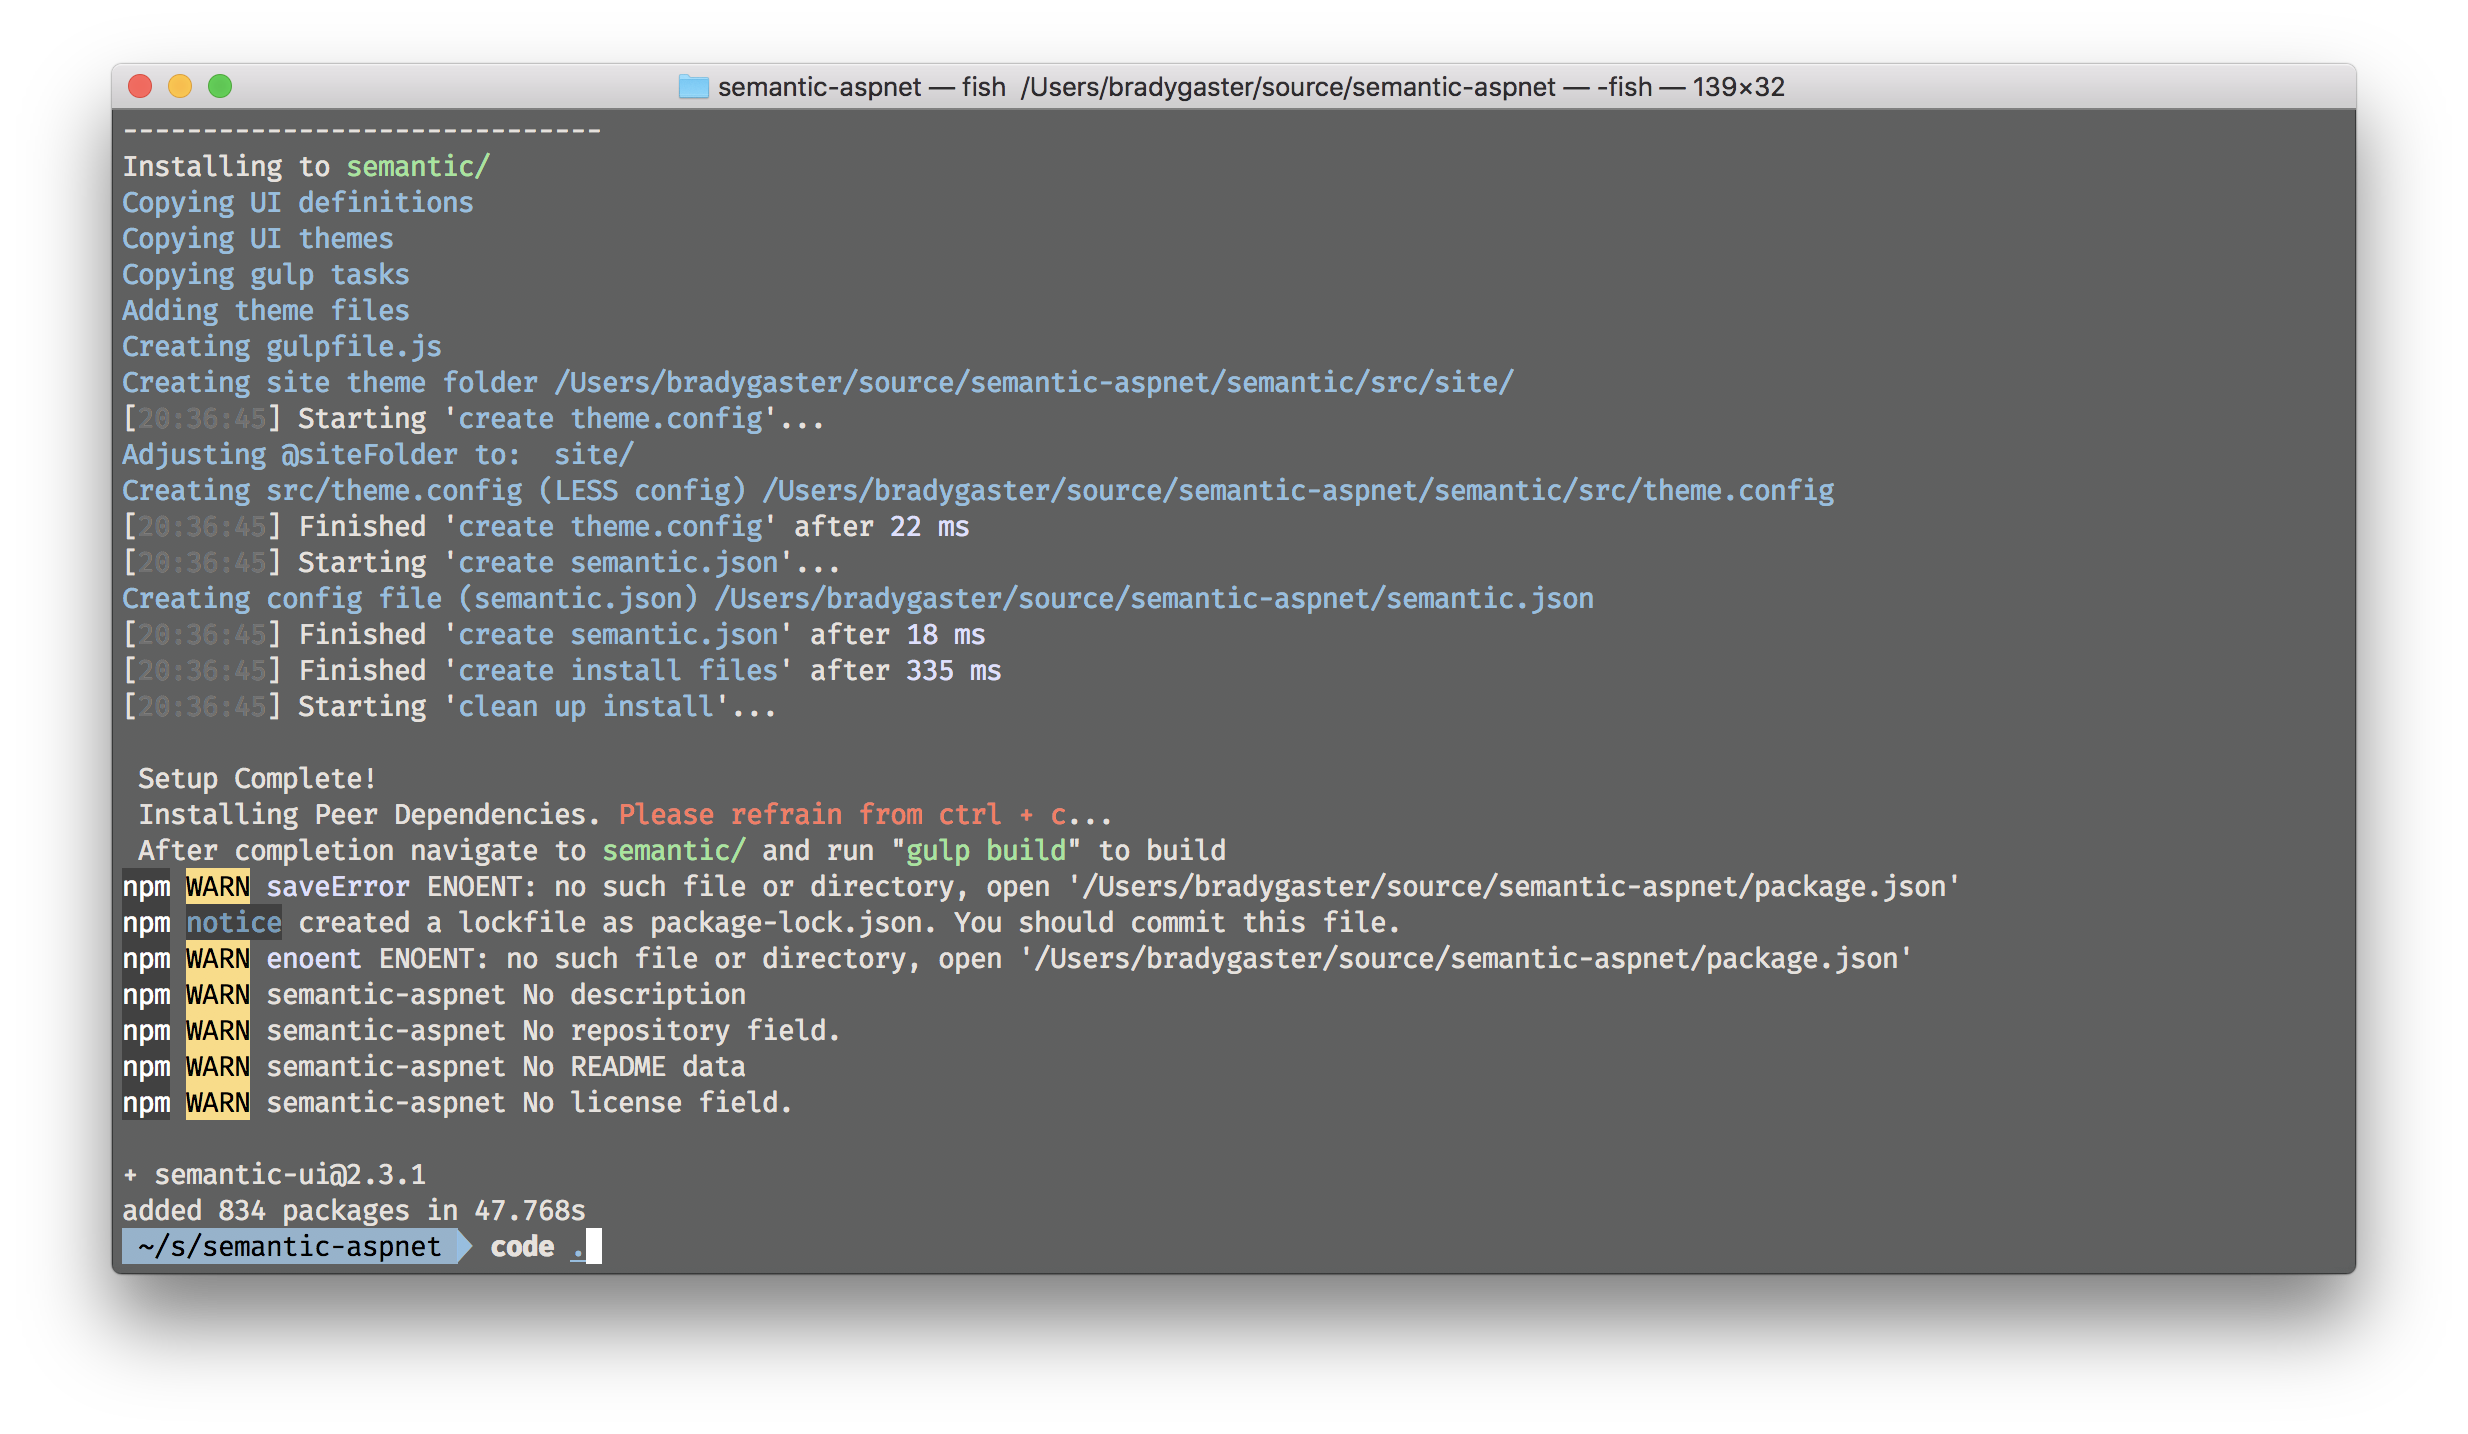 semantic-aspnet — fish  /Users/bradygaster/source/semantic-aspnet — -fish — 139×32
------------------------------
Installing to semantic/
Copying UI definitions
Copying UI themes
Copying gulp tasks
Adding theme files
Creating gulpfile.js
Creating site theme folder /Users/bradygaster/source/semantic-aspnet/semantic/src/site/
[20:36:45] Starting 'create theme.config'...
Adjusting @siteFolder to:  site/
Creating src/theme.config (LESS config) /Users/bradygaster/source/semantic-aspnet/semantic/src/theme.config
[20:36:45] Finished 'create theme.config' after 22 ms
[20:36:45] Starting 'create semantic.json'...
Creating config file (semantic.json) /Users/bradygaster/source/semantic-aspnet/semantic.json
[20:36:45] Finished 'create semantic.json' after 18 ms
[20:36:45] Finished 'create install files' after 335 ms
[20:36:45] Starting 'clean up install'...
Setup Complete!
Installing Peer Dependencies. Please refrain from ctrl + c...
After completion navigate to semantic/ and run "gulp build" to build
npm WARN saveError ENOENT: no such file or directory, open '/Users/bradygaster/source/semantic-aspnet/package.json'
npm notice created a lockfile as package-lock.json. You should commit this file.
npm WARN enoent ENOENT: no such file or directory, open '/Users/bradygaster/source/semantic-aspnet/package.json'
npm WARN semantic-aspnet No description
npm WARN semantic-aspnet No repository field.
npm WARN semantic-aspnet No README data
npm WARN semantic-aspnet No license field.
+ semantic-ui@2.3.1
added 834 packages in 47.768s
~/s/semantic-aspnet code .